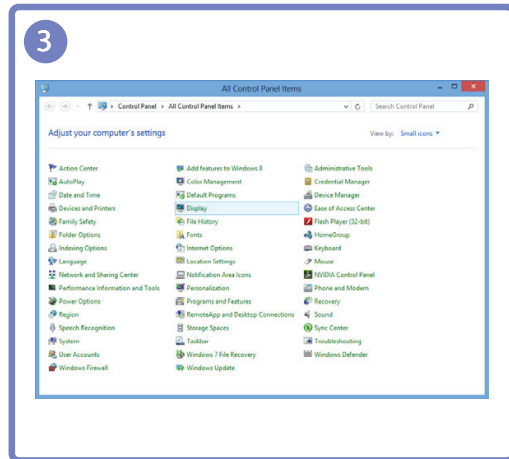 3
All Control Panel Items
Control Panel ▸ All Control Panel Items ▸
Search Control Panel
Adjust your computer's settings
View by: Small icons
Action Center Add features to Windows 8 Administrative Tools
AutoPlay Color Management Credential Manager
Date and Time Default Programs Device Manager
Devices and Printers Display Ease of Access Center
Family Safety File History Flash Player (32-bit)
Folder Options Fonts HomeGroup
Indexing Options Internet Options Keyboard
Language Location Settings Mouse
Network and Sharing Center Notification Area Icons NVIDIA Control Panel
Performance Information and Tools Personalization Phone and Modem
Power Options Programs and Features Recovery
Region RemoteApp and Desktop Connections Sound
Speech Recognition Storage Spaces Sync Center
System Taskbar Troubleshooting
User Accounts Windows 7 File Recovery Windows Defender
Windows Firewall Windows Update